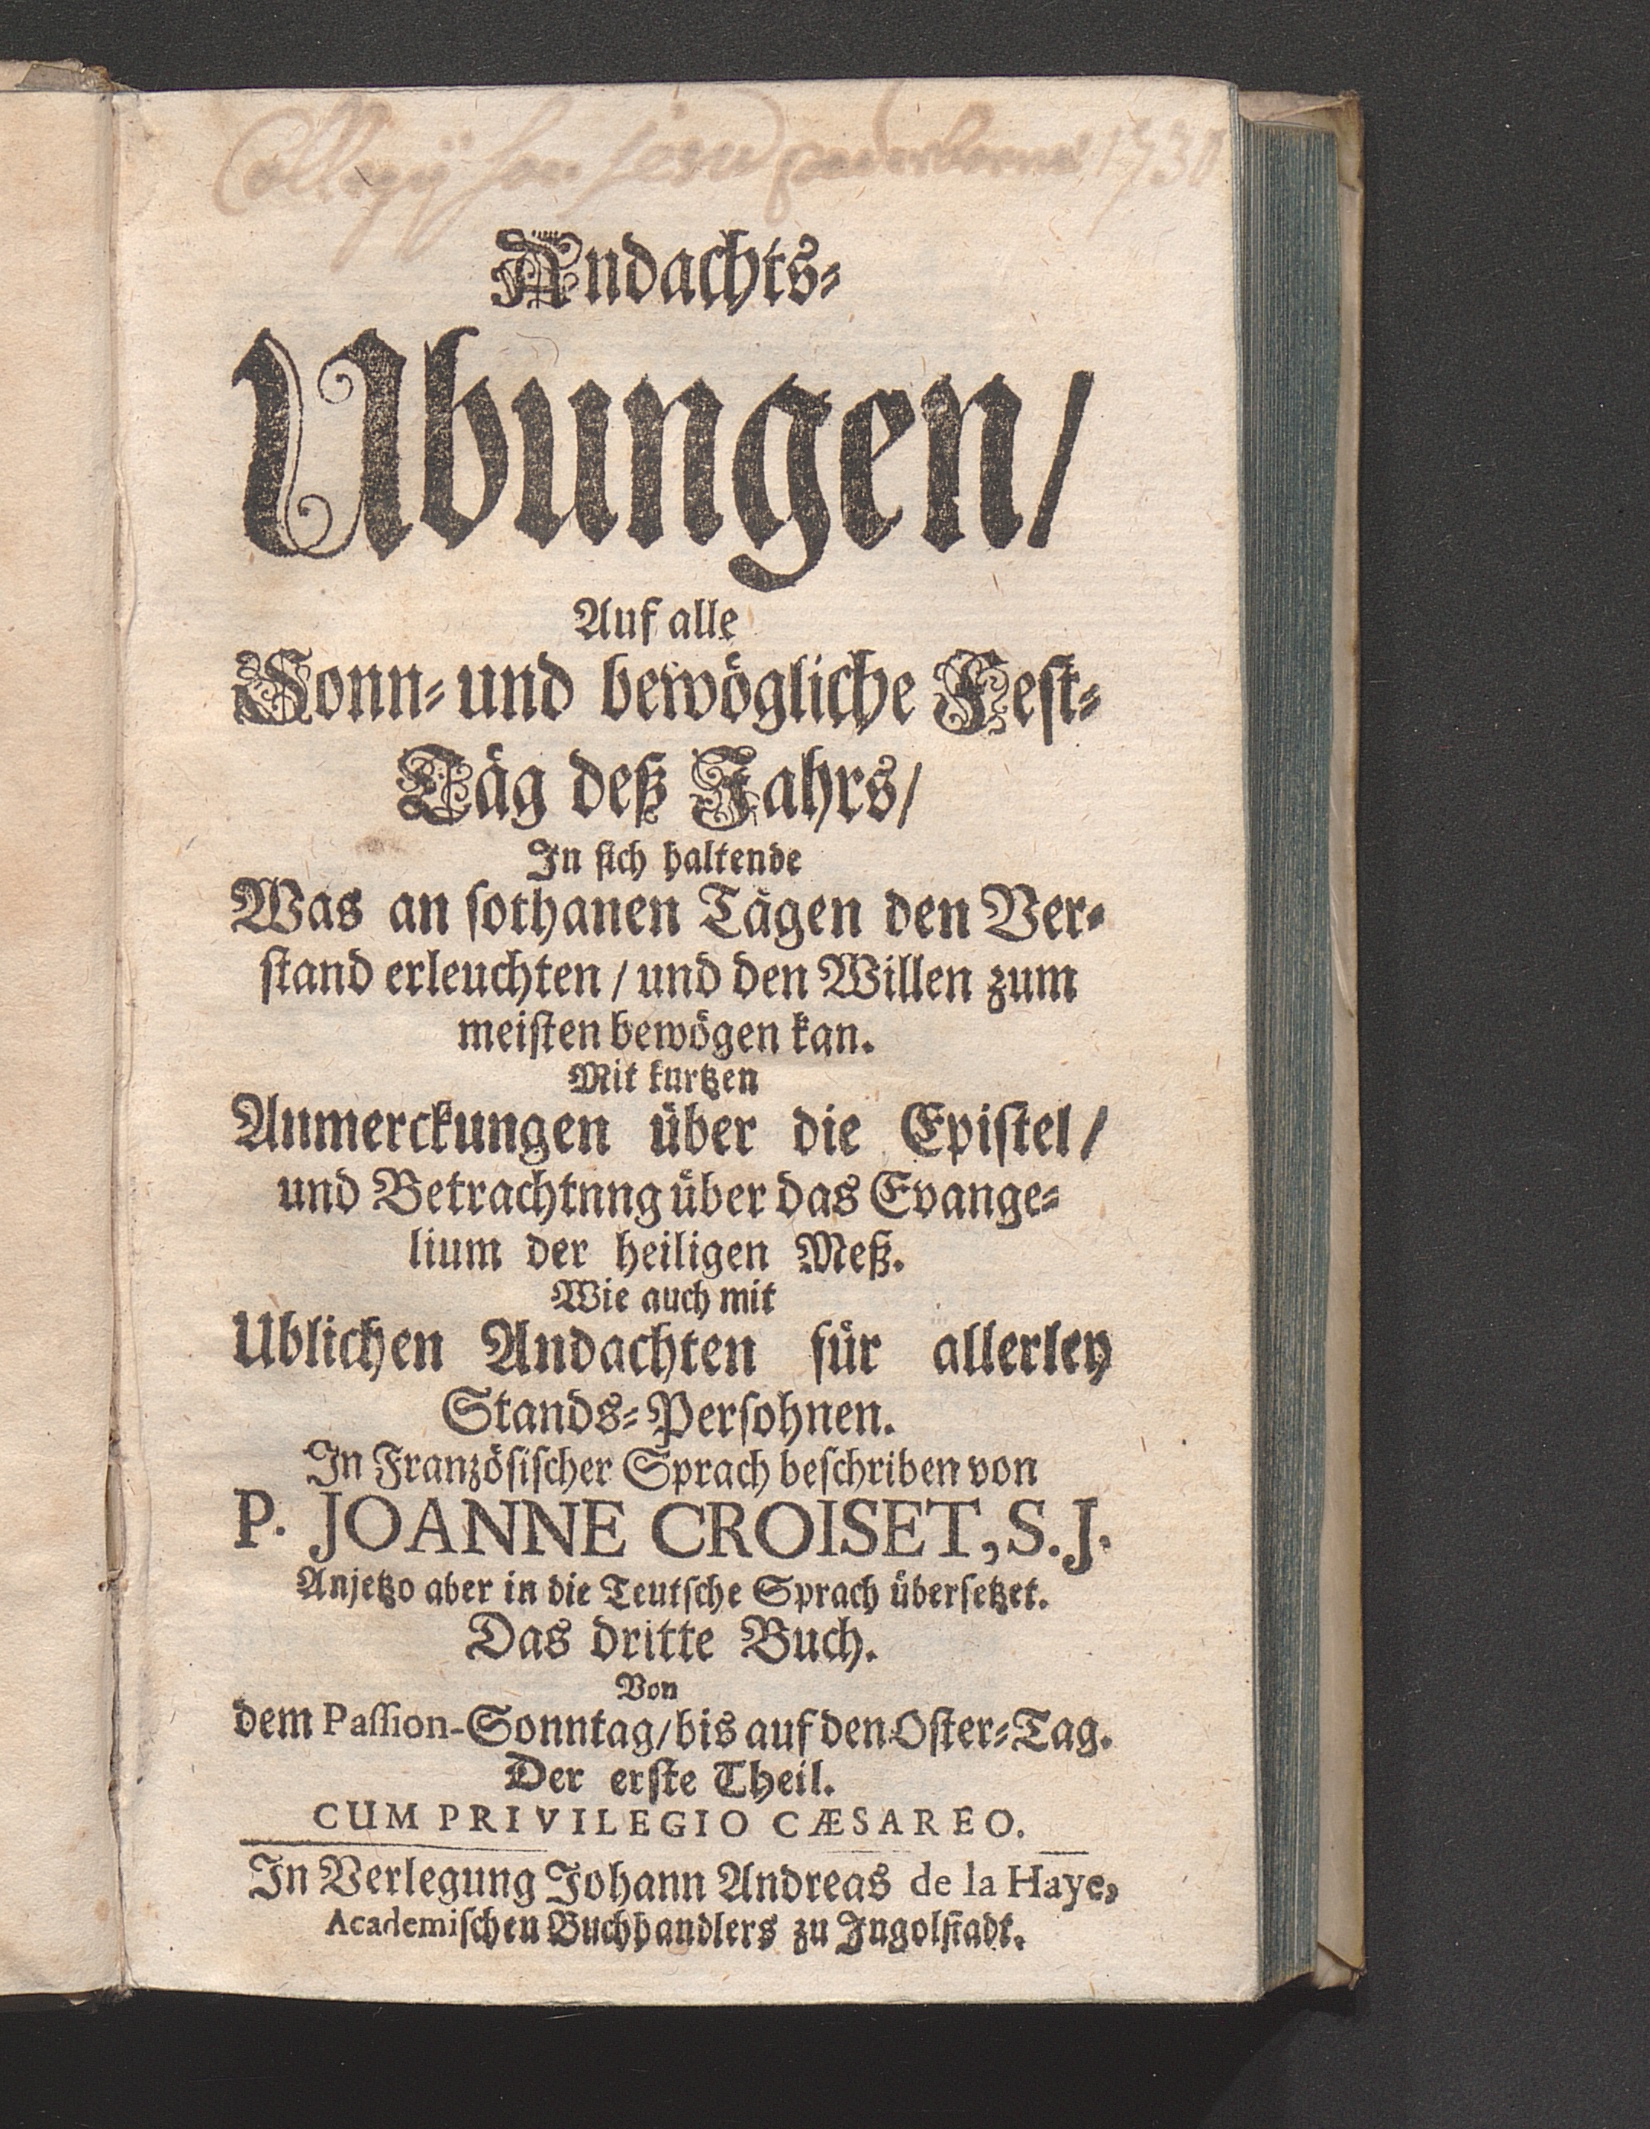 Collegij Soc. Jesu paderbornae 1730
Andachts-
Ubungen/
Auf alle
Sonn- und bewögliche Fest-
Täg deß Jahrs/
In sich haltende
Was an sothanen Tägen den Ver-
stand erleuchten / und den Willen zum
meisten bewögen kan.
Mit kurtzen
Anmerckungen über die Epistel/
und Betrachtnng über das Evange-
lium der heiligen Meß.
Wie auch mit
Ublichen Andachten für allerley
Stands-Persohnen.
In Französischer Sprach beschriben von
P. JOANNE CROISET, S. J.
Anjetzo aber in die Teutsche Sprach übersetzet.
Das dritte Buch.
Von
dem Passion-Sonntag/ bis auf den Oster-Tag.
Der erste Theil.
CUM PRIVILEGIO CÆSAREO.
In Verlegung Johann Andreas de la Haye,
Academischen Buchhandlers zu Ingolstadt.